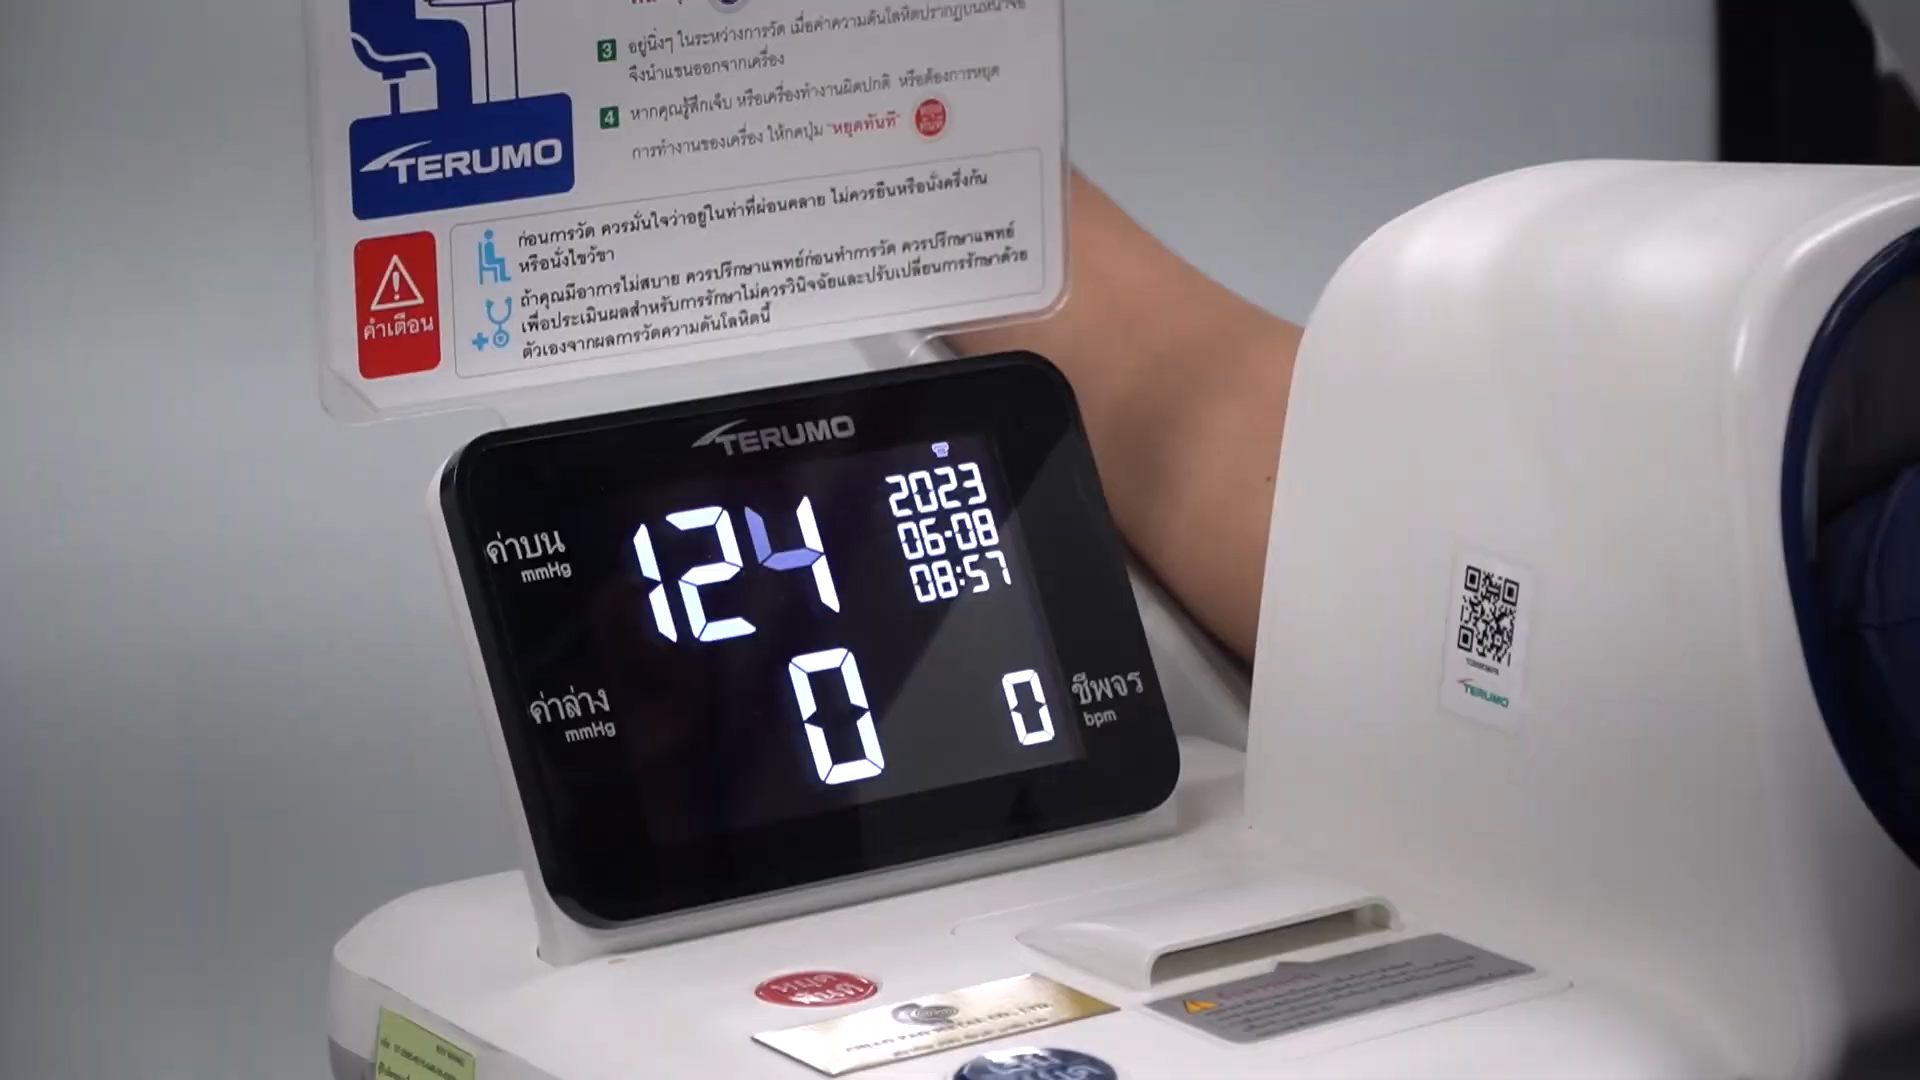 3 อยู่นิ่งๆ ในระหว่างการวัด เมื่อค่าความดันโลหิตปรากฏบนหน้าจอ
จึงนำแขนออกจากเครื่อง
4 หากคุณรู้สึกเจ็บ หรือเครื่องทำงานผิดปกติ หรือต้องการหยุด
การทำงานของเครื่อง ให้กดปุ่ม "หยุดทันที" หยุดทันที
TERUMO
คำเตือน
ก่อนการวัด ควรมั่นใจว่าอยู่ในท่าที่ผ่อนคลาย ไม่ควรยืนหรือนั่งครึ่งก้น
หรือนั่งไขว้ขา
ถ้าคุณมีอาการไม่สบาย ควรปรึกษาแพทย์ก่อนทำการวัด ควรปรึกษาแพทย์
เพื่อประเมินผลสำหรับการรักษาไม่ควรวินิจฉัยและปรับเปลี่ยนการรักษาด้วย
ตัวเองจากผลการวัดความดันโลหิตนี้
TERUMO
2023
06-08
08:57
ค่าบน
mmHg
124
ค่าล่าง
mmHg
0
0
ชีพจร
bpm
TERUMO
หยุด
ทันที